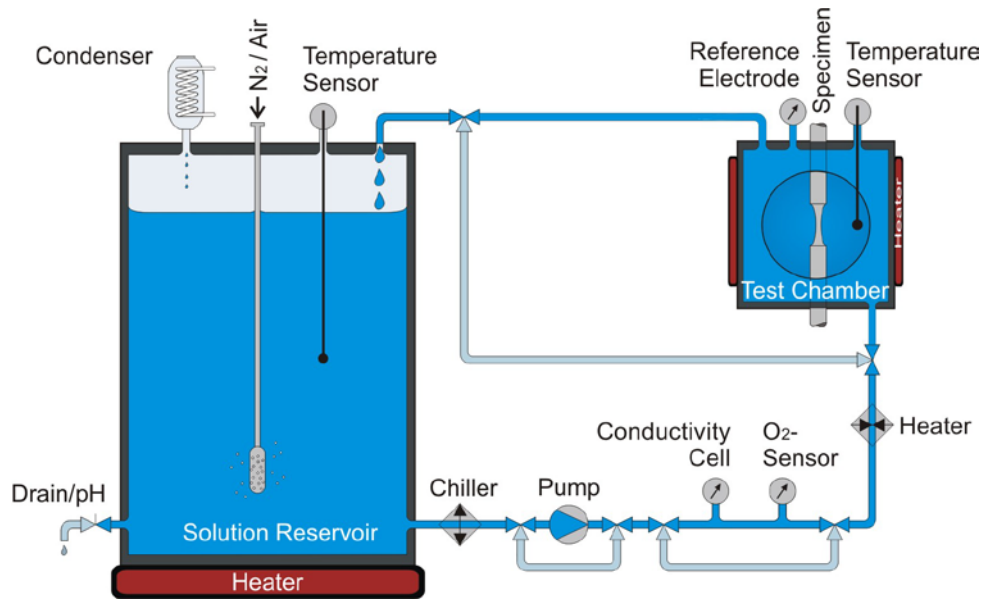 Condenser
N2 / Air
Temperature
Sensor
Reference
Electrode
Specimen
Temperature
Sensor
Heater
Test Chamber
Heater
Conductivity
Cell
O2-
Sensor
Drain/pH
Solution Reservoir
Chiller
Pump
Heater